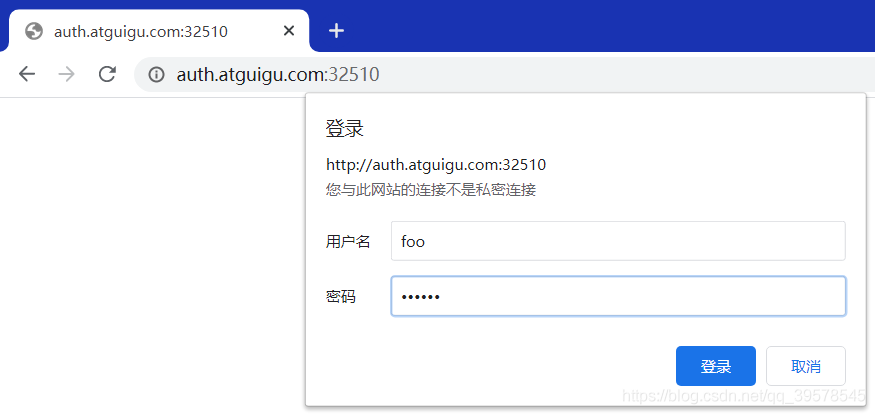 auth.atguigu.com:32510
auth.atguigu.com:32510
登录
http://auth.atguigu.com:32510
您与此网站的连接不是私密连接
用户名 foo
密码 ••••••
登录 取消
https://blog.csdn.net/qq_39578545